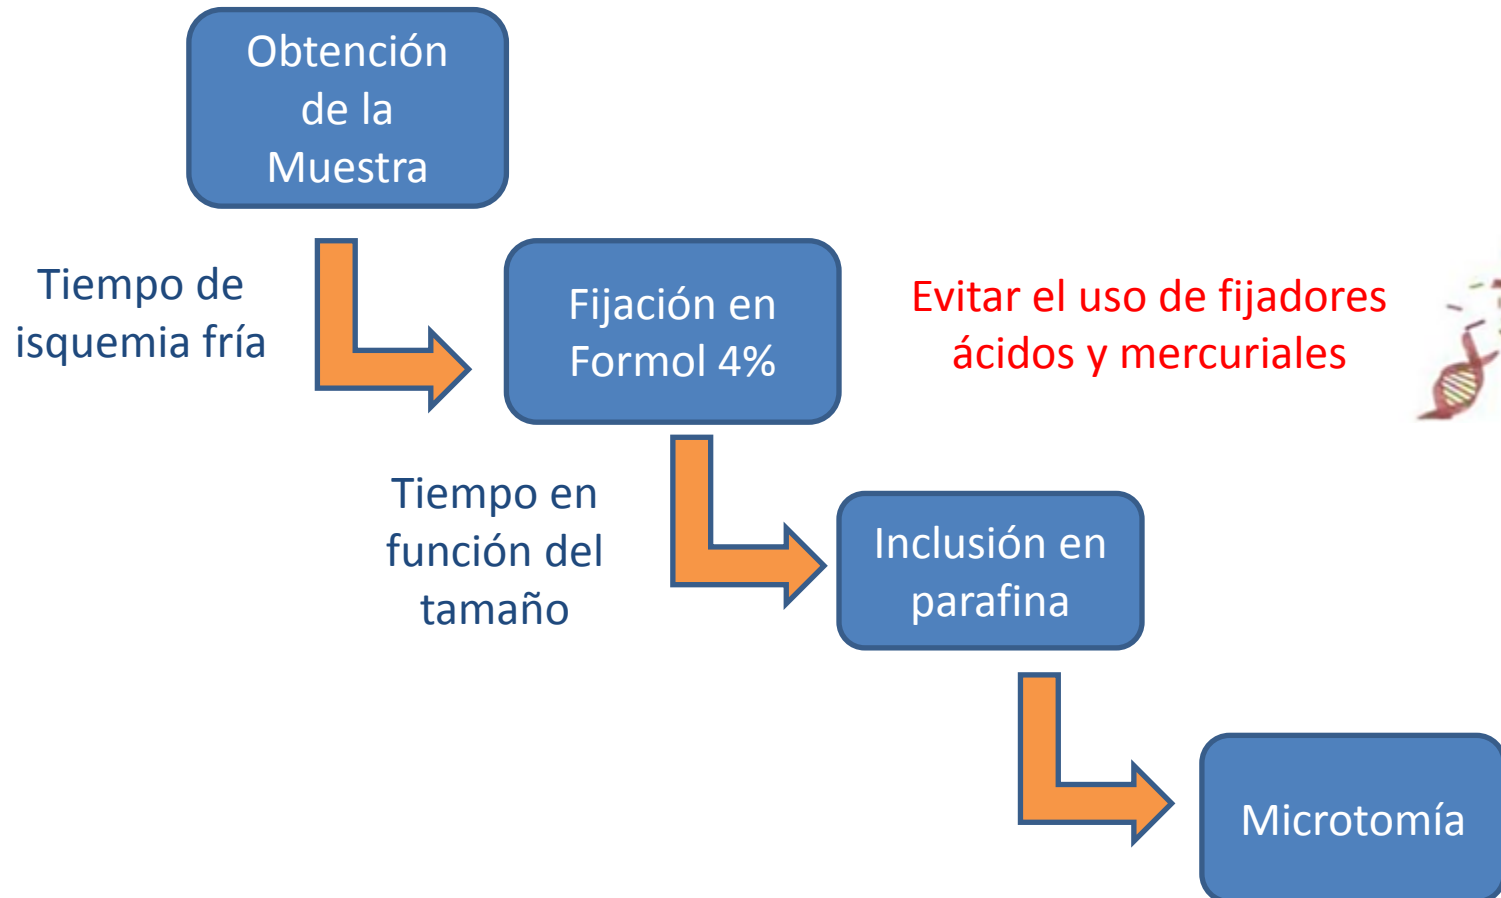 Obtención
de la
Muestra
Tiempo de
isquemia fría
Fijación en
Formol 4%
Evitar el uso de fijadores
ácidos y mercuriales
Tiempo en
función del
tamaño
Inclusión en
parafina
Microtomía